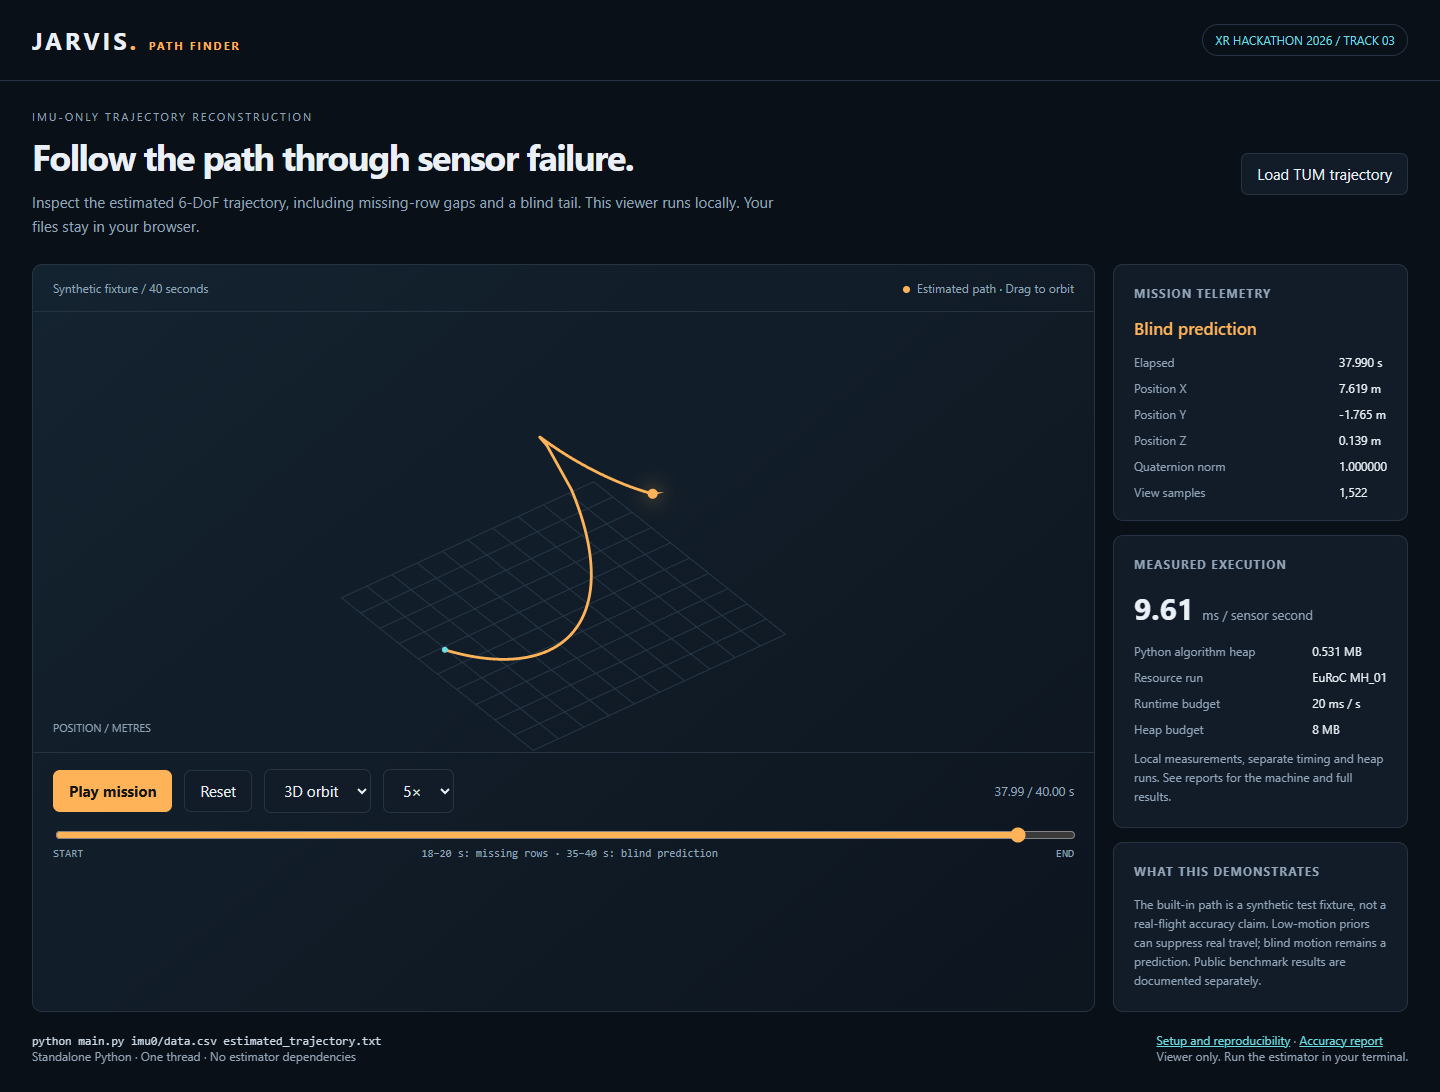 JARVIS. PATH FINDER
XR HACKATHON 2026 / TRACK 03
IMU-ONLY TRAJECTORY RECONSTRUCTION
Follow the path through sensor failure.
Inspect the estimated 6-DoF trajectory, including missing-row gaps and a blind tail. This viewer runs locally. Your
files stay in your browser.
Load TUM trajectory
Synthetic fixture / 40 seconds
Estimated path · Drag to orbit
POSITION / METRES
Play mission
Reset
3D orbit
5×
37.99 / 40.00 s
START
18–20 s: missing rows · 35–40 s: blind prediction
END
MISSION TELEMETRY
Blind prediction
Elapsed 37.990 s
Position X 7.619 m
Position Y -1.765 m
Position Z 0.139 m
Quaternion norm 1.000000
View samples 1,522
MEASURED EXECUTION
9.61 ms / sensor second
Python algorithm heap 0.531 MB
Resource run EuRoC MH_01
Runtime budget 20 ms / s
Heap budget 8 MB
Local measurements, separate timing and heap
runs. See reports for the machine and full
results.
WHAT THIS DEMONSTRATES
The built-in path is a synthetic test fixture, not a
real-flight accuracy claim. Low-motion priors
can suppress real travel; blind motion remains a
prediction. Public benchmark results are
documented separately.
python main.py imu0/data.csv estimated_trajectory.txt
Standalone Python · One thread · No estimator dependencies
Setup and reproducibility · Accuracy report
Viewer only. Run the estimator in your terminal.